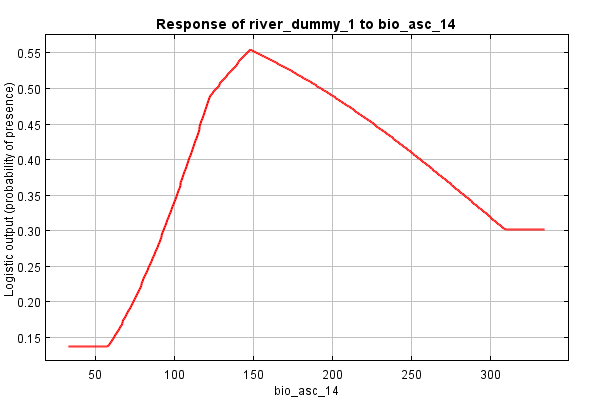 Response of river_dummy_1 to bio_asc_14
Logistic output (probability of presence)
0.55
0.50
0.45
0.40
0.35
0.30
0.25
0.20
0.15
50 100 150 200 250 300
bio_asc_14